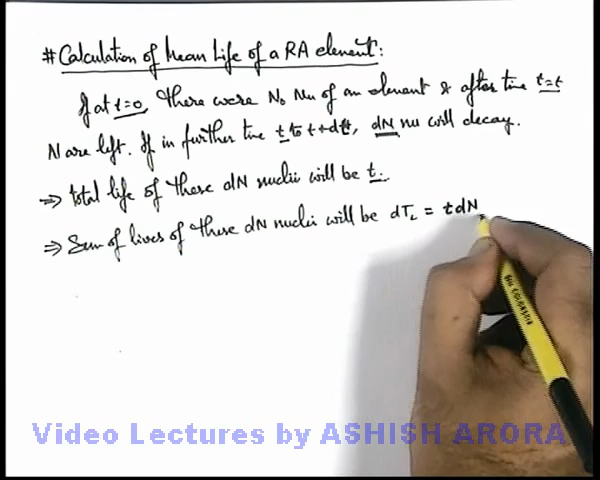 # Calculation of Mean Life of a RA element:
If at t=0, there were N₀ Nu of an element & after time t=t
N are left. If in further time t to t+dt, dN nu will decay.
⇒ total life of these dN nuclii will be t.
⇒ Sum of lives of these dN nuclii will be dT_L = t dN
Video Lectures by ASHISH ARORA